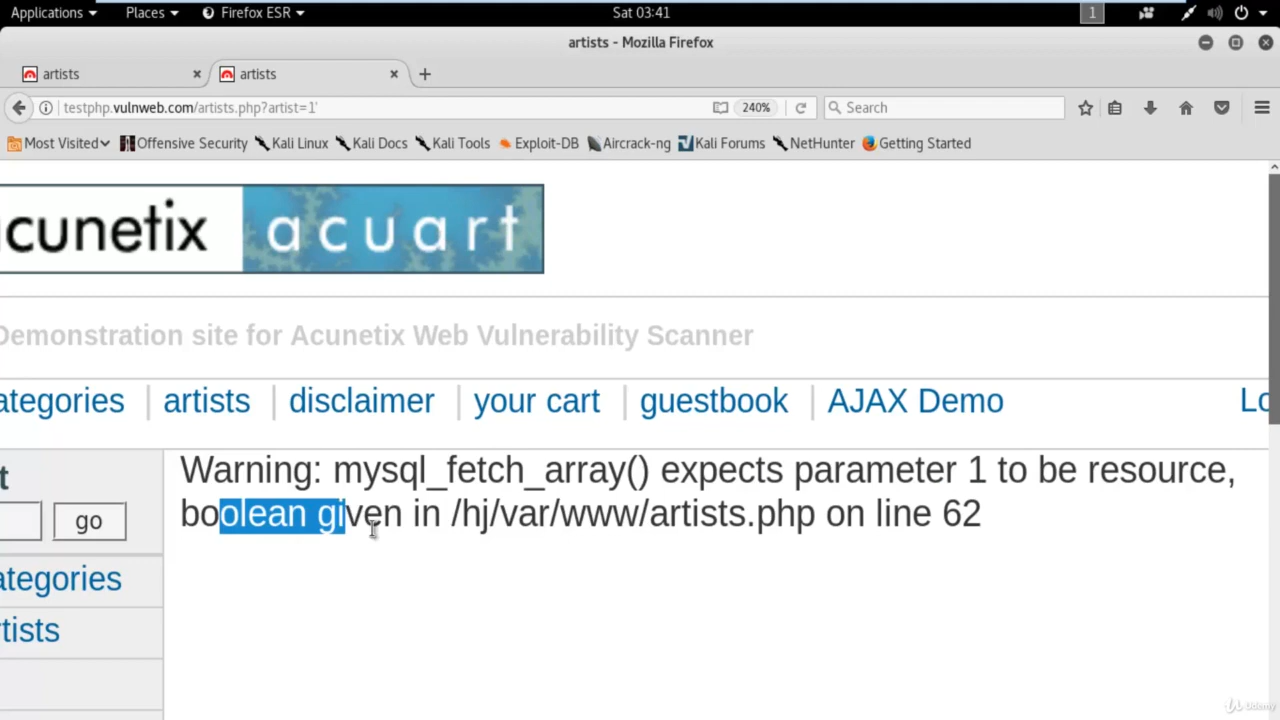 Applications Places Firefox ESR Sat 03:41 1
artists - Mozilla Firefox
artists artists
testphp.vulnweb.com/artists.php?artist=1' 240% Search
Most Visited Offensive Security Kali Linux Kali Docs Kali Tools Exploit-DB Aircrack-ng Kali Forums NetHunter Getting Started
cunetix acuart
Demonstration site for Acunetix Web Vulnerability Scanner
ategories artists disclaimer your cart guestbook AJAX Demo Lo
t
Warning: mysql_fetch_array() expects parameter 1 to be resource,
boolean given in /hj/var/www/artists.php on line 62
go
ategories
rtists
Udemy